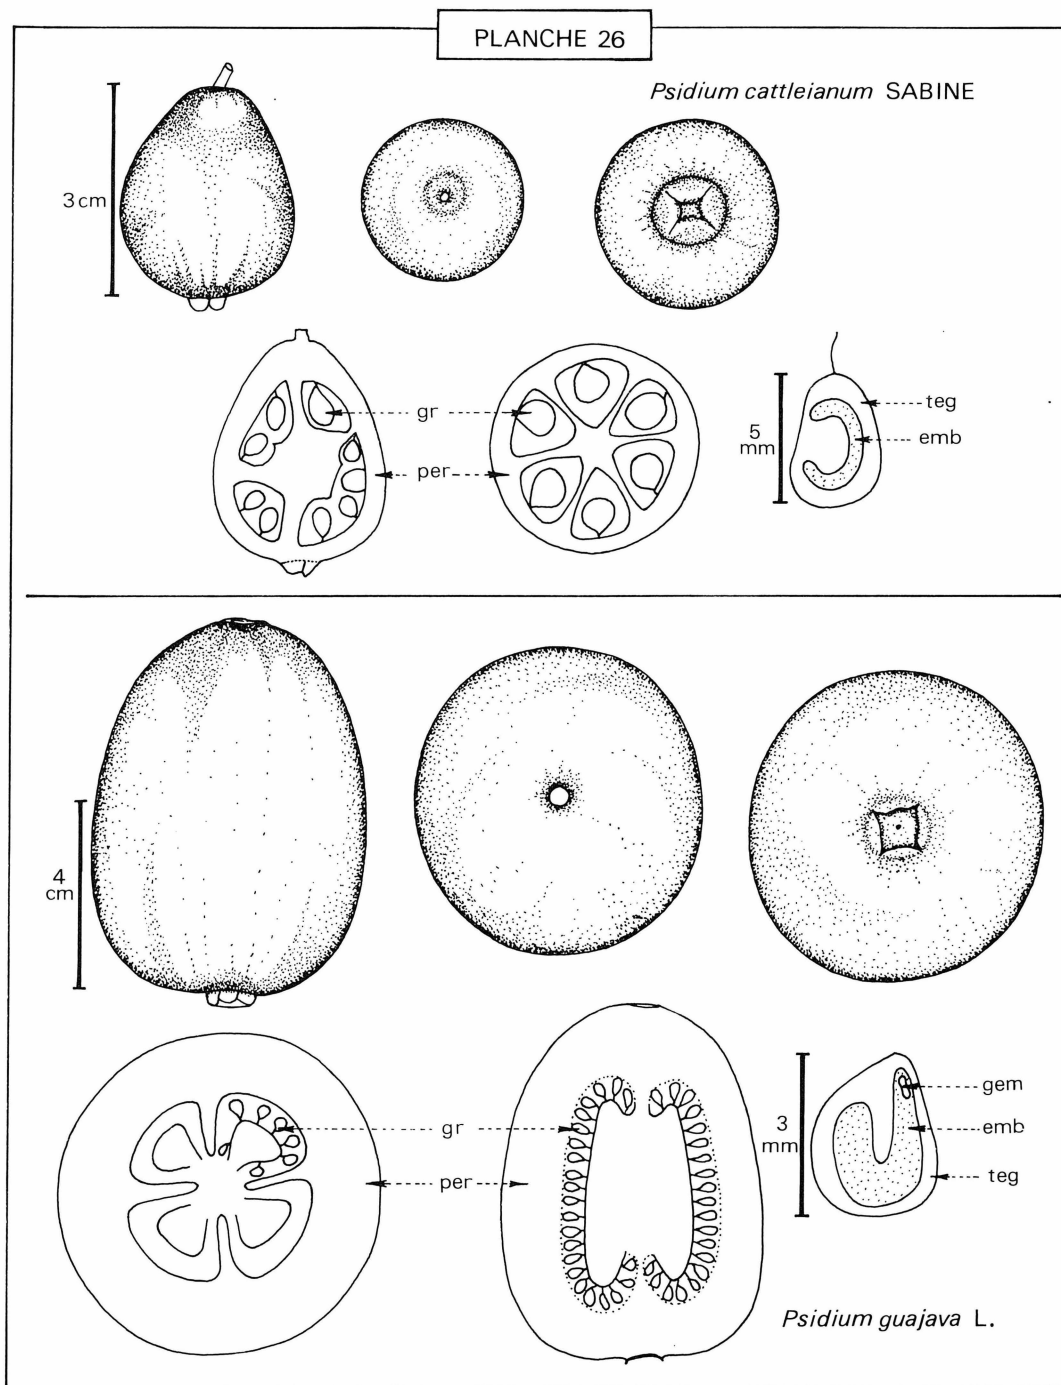 PLANCHE 26
Psidium cattleianum SABINE
3 cm
gr
per
5
mm
teg
emb
4
cm
gr
per
3
mm
gem
emb
teg
Psidium guajava L.